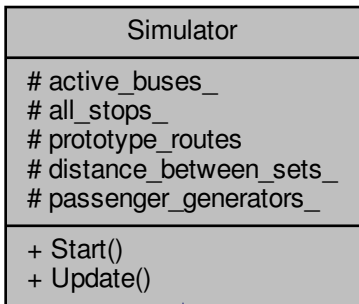 Simulator
# active_buses_
# all_stops_
# prototype_routes
# distance_between_sets_
# passenger_generators_
+ Start()
+ Update()